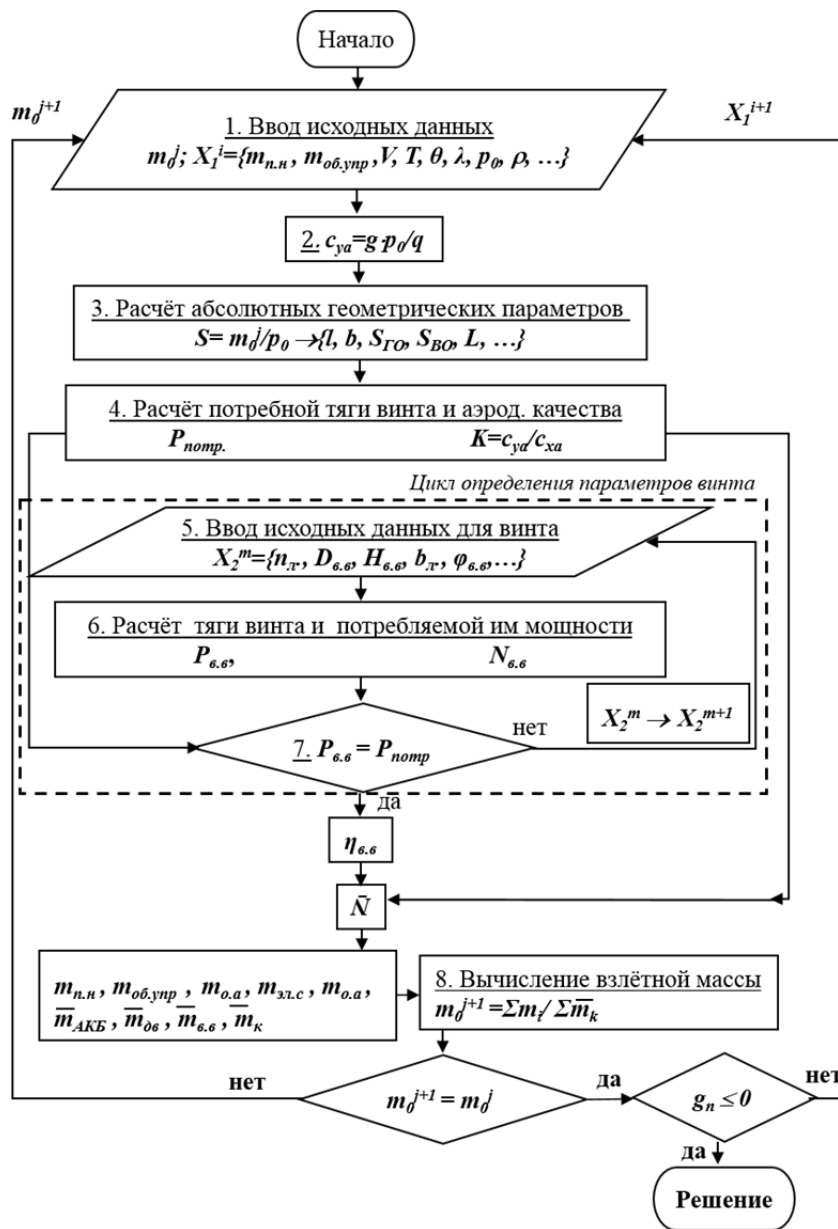 Начало
m₀ʲ⁺¹
X₁ⁱ⁺¹
1. Ввод исходных данных
m₀ʲ; X₁ⁱ={mп.н, mоб.упр ,V, T, θ, λ, p₀, ρ, …}
2. cуа=g·p₀/q
3. Расчёт абсолютных геометрических параметров
S= m₀ʲ/p₀ →{l, b, SГО, SВО, L, …}
4. Расчёт потребной тяги винта и аэрод. качества
Pпотр. K=cуа/cха
Цикл определения параметров винта
5. Ввод исходных данных для винта
X₂ᵐ={nл., Dв.в, Hв.в, bл., φв.в,…}
6. Расчёт тяги винта и потребляемой им мощности
Pв.в, Nв.в
X₂ᵐ → X₂ᵐ⁺¹
нет
7. Pв.в = Pпотр
да
ηв.в
N̄
mп.н , mоб.упр , mо.а , mэл.с , mо.а ,
m̄АКБ , m̄дв , m̄в.в , m̄к
8. Вычисление взлётной массы
m₀ʲ⁺¹ =Σmᵢ/ Σm̄ₖ
нет
m₀ʲ⁺¹ = m₀ʲ
да
gₙ ≤ 0
нет
да
Решение